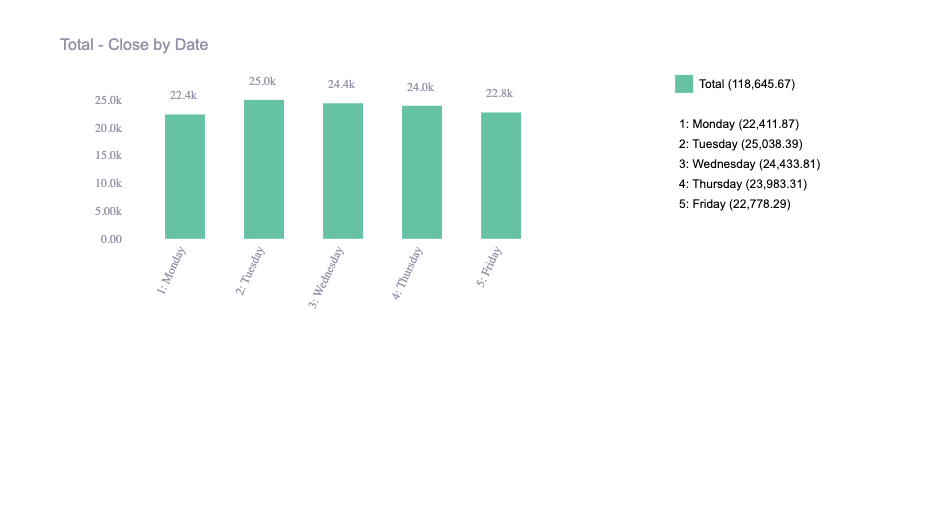 Total - Close by Date
25.0k
20.0k
15.0k
10.0k
5.00k
0.00
22.4k
25.0k
24.4k
24.0k
22.8k
1: Monday
2: Tuesday
3: Wednesday
4: Thursday
5: Friday
Total (118,645.67)
1: Monday (22,411.87)
2: Tuesday (25,038.39)
3: Wednesday (24,433.81)
4: Thursday (23,983.31)
5: Friday (22,778.29)